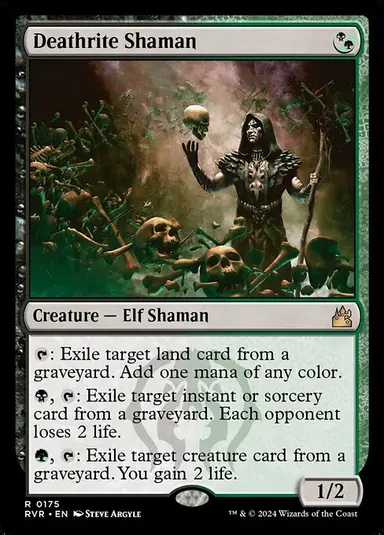 Deathrite Shaman
Creature — Elf Shaman
: Exile target land card from a
graveyard. Add one mana of any color.
, : Exile target instant or sorcery
card from a graveyard. Each opponent
loses 2 life.
, : Exile target creature card from a
graveyard. You gain 2 life.
1/2
R 0175
RVR • EN STEVE ARGYLE
™ & © 2024 Wizards of the Coast